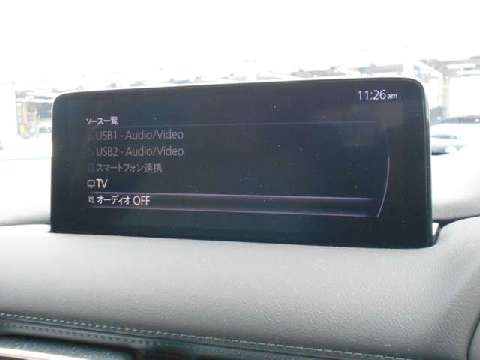 11:26 am
ソース一覧
USB1 - Audio/Video
USB2 - Audio/Video
スマートフォン連携
TV
オーディオ OFF